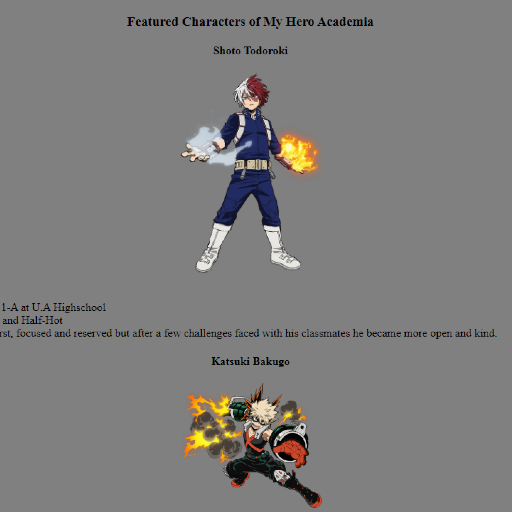 Featured Characters of My Hero Academia
Shoto Todoroki
1-A at U.A Highschool
and Half-Hot
rst, focused and reserved but after a few challenges faced with his classmates he became more open and kind.
Katsuki Bakugo